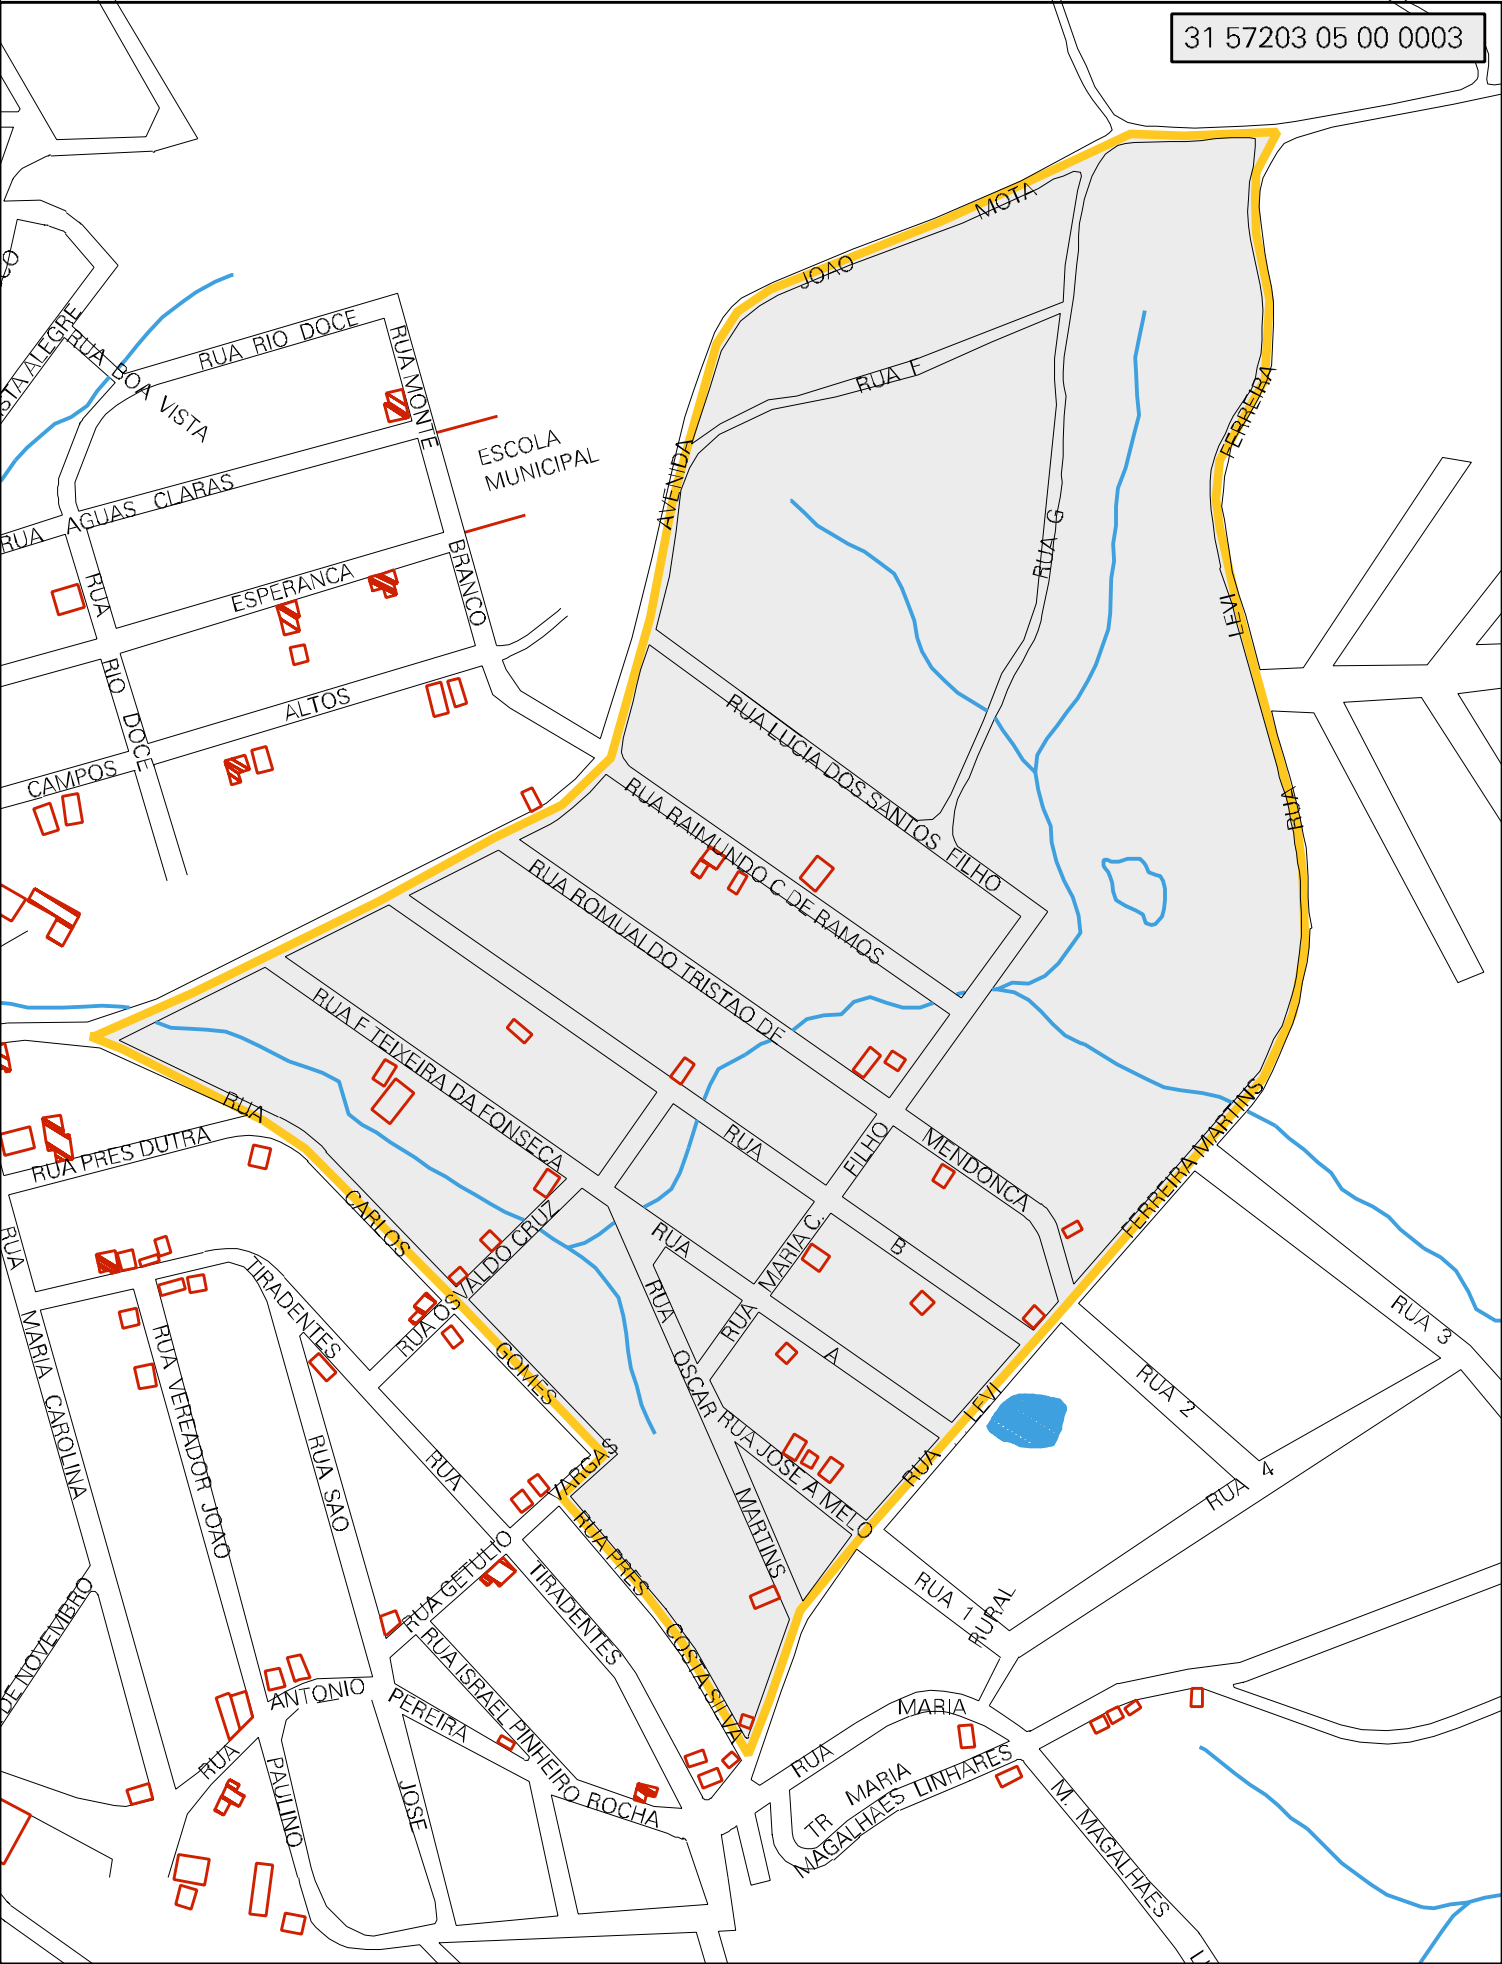 31 57203 05 00 0003
MOTA
JOAO
AVENIDA
RUA F
RUA G
FERREIRA
LEVI
RUA
STA ALEGRE
RUA BOA VISTA
RUA RIO DOCE
RUA MONTE
BRANCO
ESCOLA
MUNICIPAL
RUA AGUAS CLARAS
RUA
RIO DOCE
ESPERANCA
CAMPOS
ALTOS
RUA LUCIA DOS SANTOS FILHO
RUA RAIMUNDO C DE RAMOS
RUA ROMUALDO TRISTAO DE
MENDONCA
RUA F TEIXEIRA DA FONSECA
RUA
B
RUA
A
RUA
MARIA C
FILHO
RUA
CARLOS
GOMES
RUA PRES DUTRA
RUA OSVALDO CRUZ
RUA
OSCAR
MARTINS
RUA JOSE A MELO
RUA
LEVI
FERREIRA MARTINS
RUA 3
RUA 2
RUA 4
RUA 1
RURAL
RUA
MARIA CAROLINA
TIRADENTES
RUA
TIRADENTES
RUA VEREADOR JOAO
RUA SAO
JOSE
RUA GETULIO
VARGAS
RUA PRES
COSTA SILVA
RUA ISRAEL PINHEIRO ROCHA
DE NOVEMBRO
RUA
ANTONIO
PEREIRA
PAULINO
RUA
MARIA
TR MARIA
MAGALHAES LINHARES
M. MAGALHAES